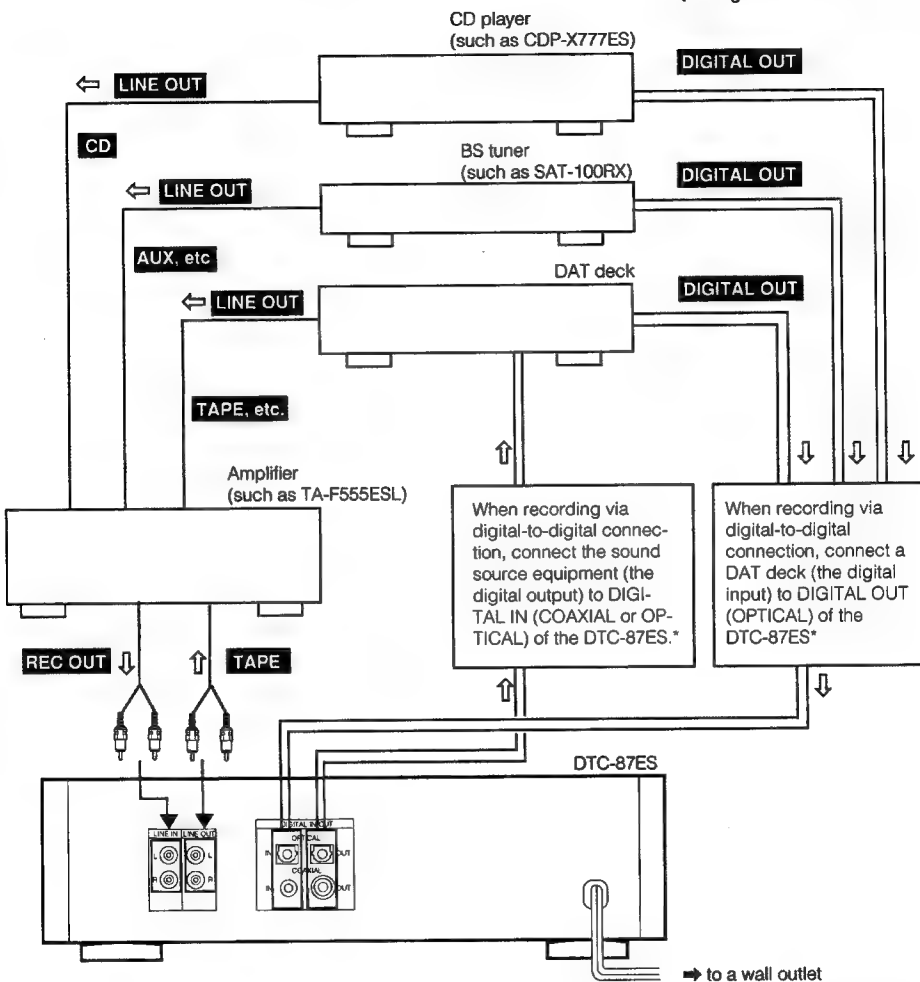 CD player
(such as CDP-X777ES)
DIGITAL OUT
LINE OUT
CD
BS tuner
(such as SAT-100RX)
DIGITAL OUT
LINE OUT
AUX, etc
DAT deck
DIGITAL OUT
LINE OUT
TAPE, etc.
Amplifier
(such as TA-F555ESL)
When recording via
digital-to-digital connec-
tion, connect the sound
source equipment (the
digital output) to DIGI-
TAL IN (COAXIAL or OP-
TICAL) of the DTC-87ES.*
When recording via
digital-to-digital
connection, connect a
DAT deck (the digital
input) to DIGITAL OUT
(OPTICAL) of the
DTC-87ES*
REC OUT
TAPE
DTC-87ES
LINE IN LINE OUT
L L
R R
DIGITAL IN/OUT
OPTICAL
IN OUT
COAXIAL
IN OUT
to a wall outlet